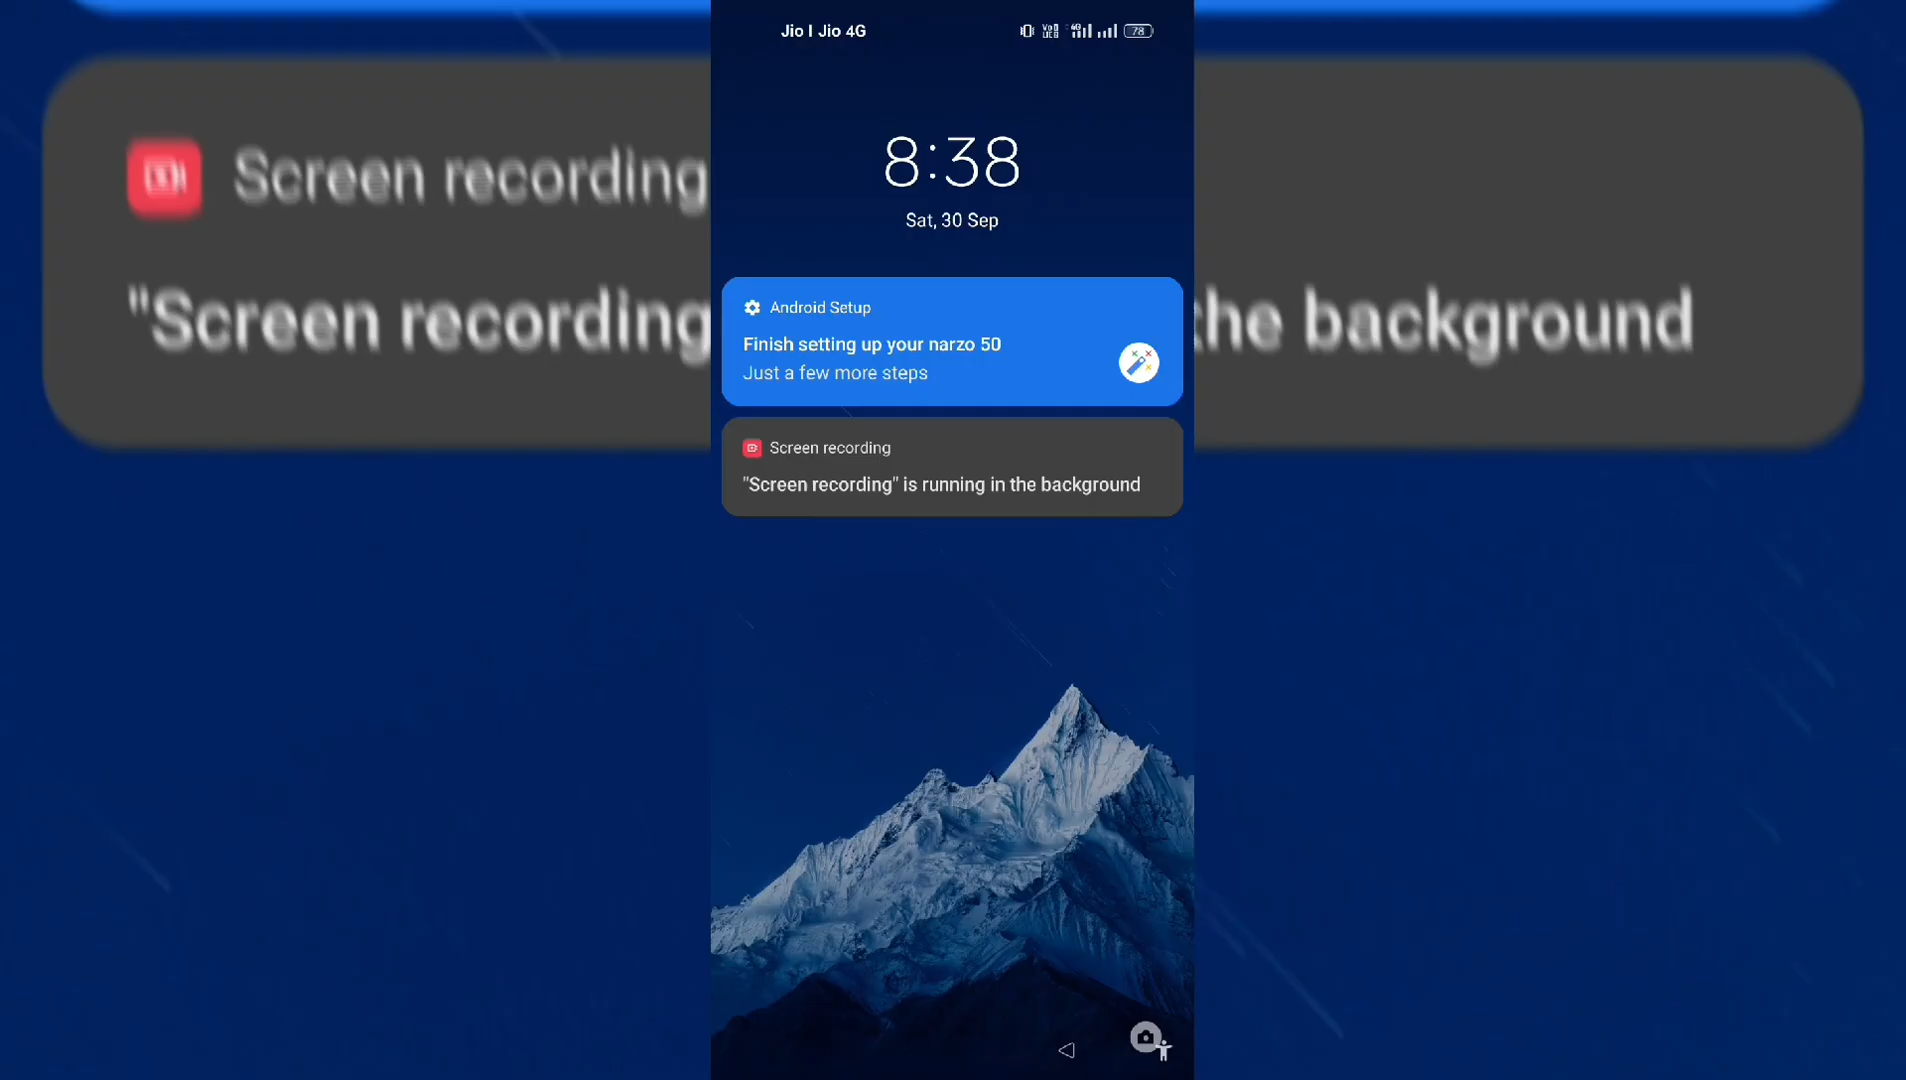 Jio I Jio 4G
78
8:38
Sat, 30 Sep
Android Setup
Finish setting up your narzo 50
Just a few more steps
Screen recording
"Screen recording" is running in the background
Screen recording
"Screen recording
the background